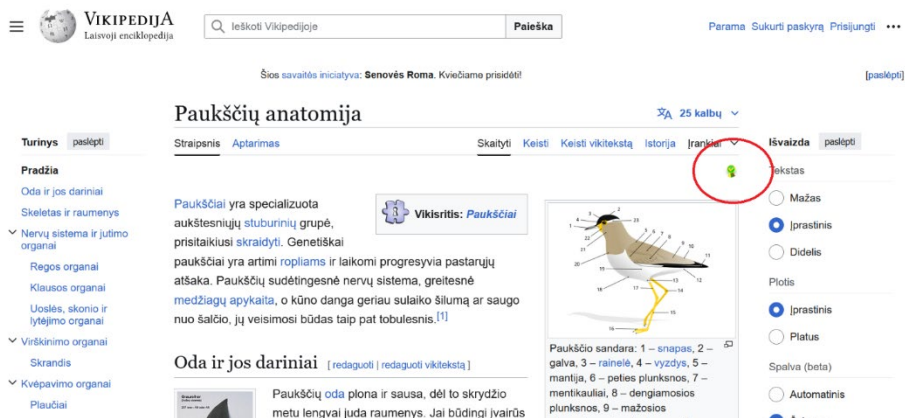 VIKIPEDIJA
Laisvoji enciklopedija
Ieškoti Vikipedijoje
Paieška
Parama Sukurti paskyrą Prisijungti
Šios savaitės iniciatyva: Senovės Roma. Kviečiame prisidėti!
[paslėpti]
Paukščių anatomija
25 kalbų
Turinys paslėpti
Straipsnis Aptarimas
Skaityti Keisti Keisti vikitekstą Istorija Įrankiai
Išvaizda paslėpti
Pradžia
Oda ir jos dariniai
Skeletas ir raumenys
Nervų sistema ir jutimo
organai
Regos organai
Klausos organai
Uoslės, skonio ir
lytėjimo organai
Virškinimo organai
Skrandis
Kvėpavimo organai
Plaučiai
Paukščiai yra specializuota
aukštesniųjų stuburinių grupė,
prisitaikiusi skraidyti. Genetiškai
paukščiai yra artimi ropliams ir laikomi progresyvia pastarųjų
atšaka. Paukščių sudėtingesnė nervų sistema, greitesnė
medžiagų apykaita, o kūno danga geriau sulaiko šilumą ar saugo
nuo šalčio, jų veisimosi būdas taip pat tobulesnis.[1]
Vikisritis: Paukščiai
Oda ir jos dariniai [ redaguoti | redaguoti vikitekstą ]
Paukščių oda plona ir sausa, dėl to skrydžio
metu lengvai juda raumenys. Jai būdingi įvairūs
Paukščio sandara: 1 – snapas, 2 –
galva, 3 – rainelė, 4 – vyzdys, 5 –
mantija, 6 – peties plunksnos, 7 –
mentikauliai, 8 – dengiamosios
plunksnos, 9 – mažosios
Tekstas
Mažas
Įprastinis
Didelis
Plotis
Įprastinis
Platus
Spalva (beta)
Automatinis